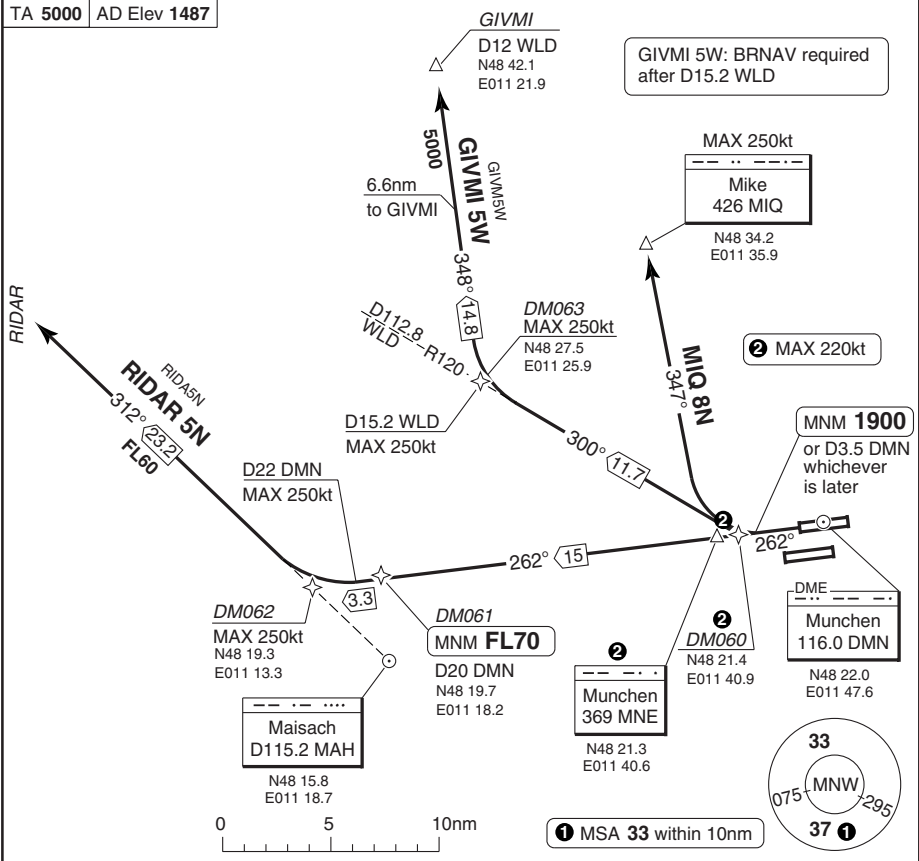 TA 5000 AD Elev 1487
GIVMI
D12 WLD
N48 42.1
E011 21.9
GIVMI 5W: BRNAV required
after D15.2 WLD
MAX 250kt
Mike
426 MIQ
N48 34.2
E011 35.9
5000
GIVMI 5W
GIVM5W
6.6nm
to GIVMI
348°
14.8
D112.8
WLD
R120
DM063
MAX 250kt
N48 27.5
E011 25.9
D15.2 WLD
MAX 250kt
MIQ 8N
347°
2 MAX 220kt
RIDAR
RIDAR 5N
RIDA5N
312°
23.2
FL60
300°
11.7
MNM 1900
or D3.5 DMN
whichever
is later
D22 DMN
MAX 250kt
2
262°
262° 15
3.3
DM062
MAX 250kt
N48 19.3
E011 13.3
DM061
MNM FL70
D20 DMN
N48 19.7
E011 18.2
2
DM060
N48 21.4
E011 40.9
DME
Munchen
116.0 DMN
N48 22.0
E011 47.6
2
Munchen
369 MNE
N48 21.3
E011 40.6
Maisach
D115.2 MAH
N48 15.8
E011 18.7
33
MNW
075
295
37 1
0 5 10nm
1 MSA 33 within 10nm